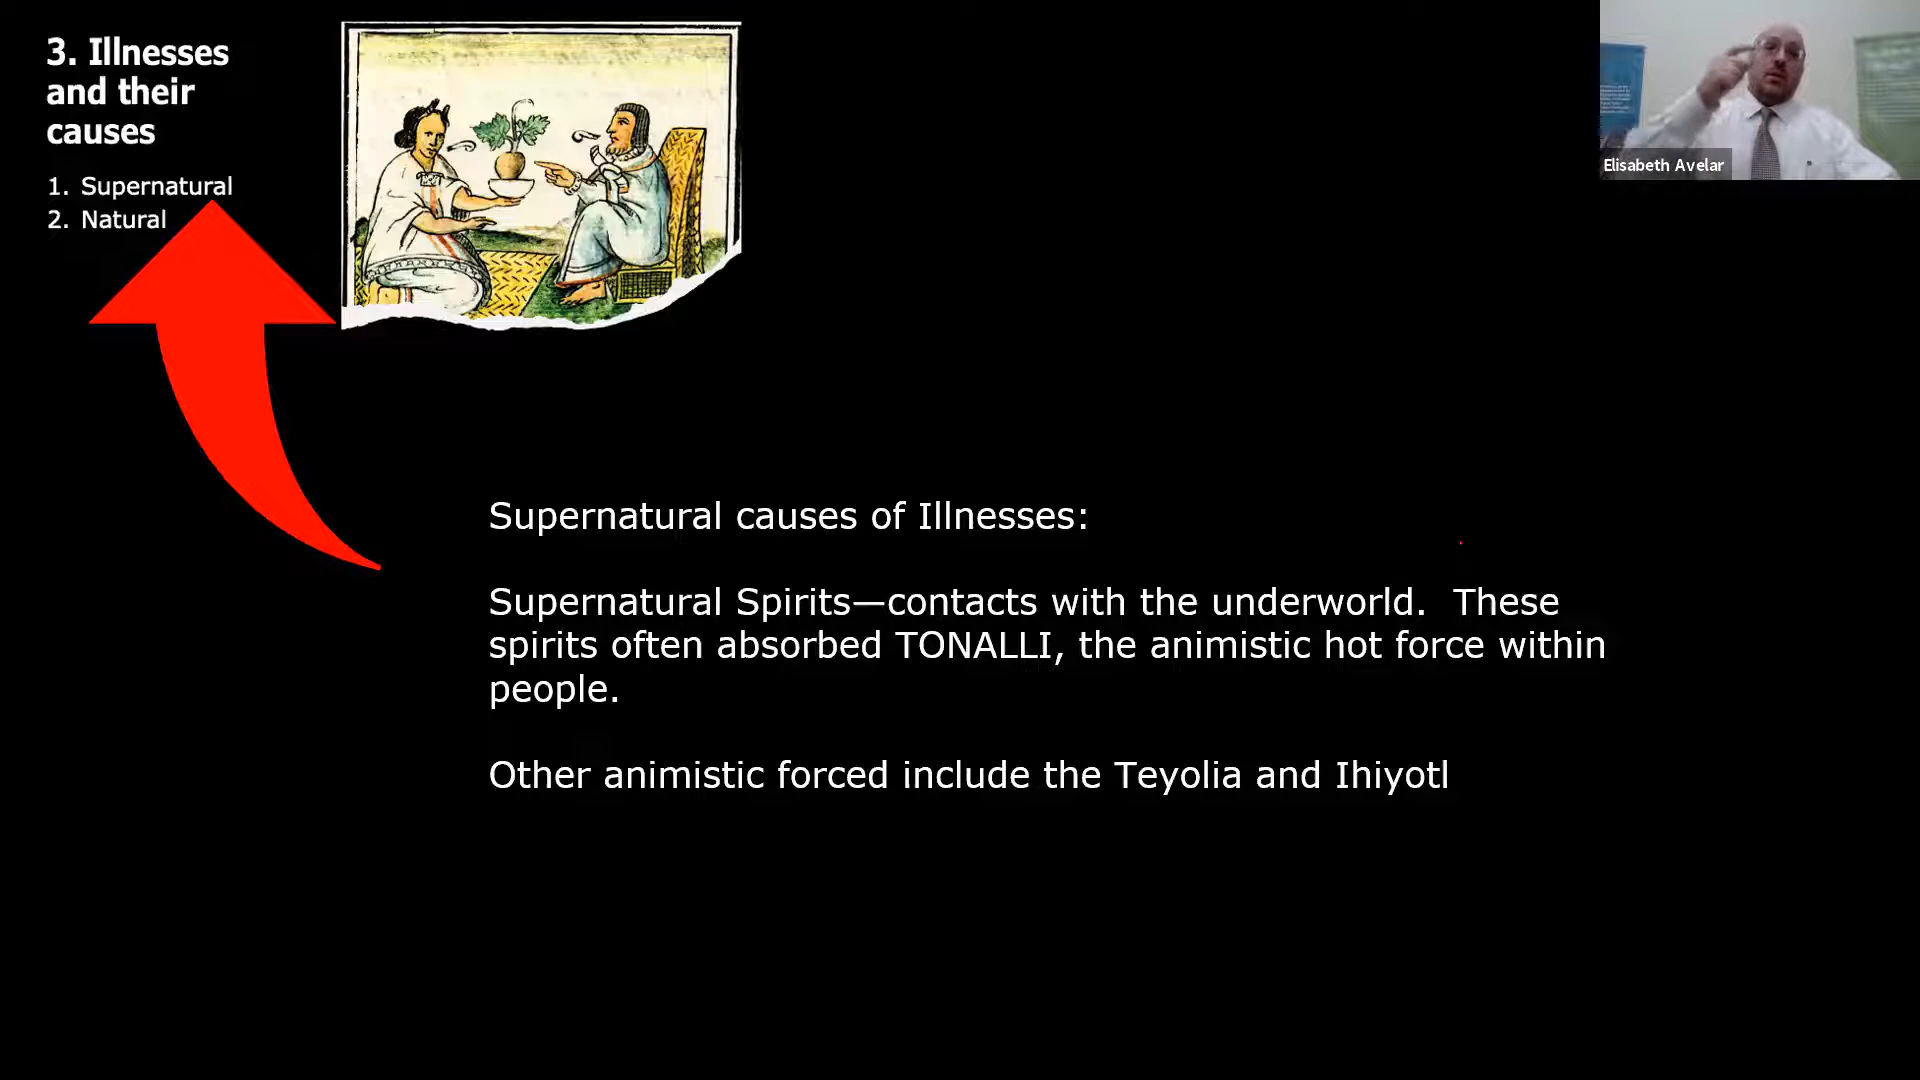 3. Illnesses
and their
causes
1. Supernatural
2. Natural
Elisabeth Avelar
Supernatural causes of Illnesses:
Supernatural Spirits—contacts with the underworld.  These
spirits often absorbed TONALLI, the animistic hot force within
people.
Other animistic forced include the Teyolia and Ihiyotl